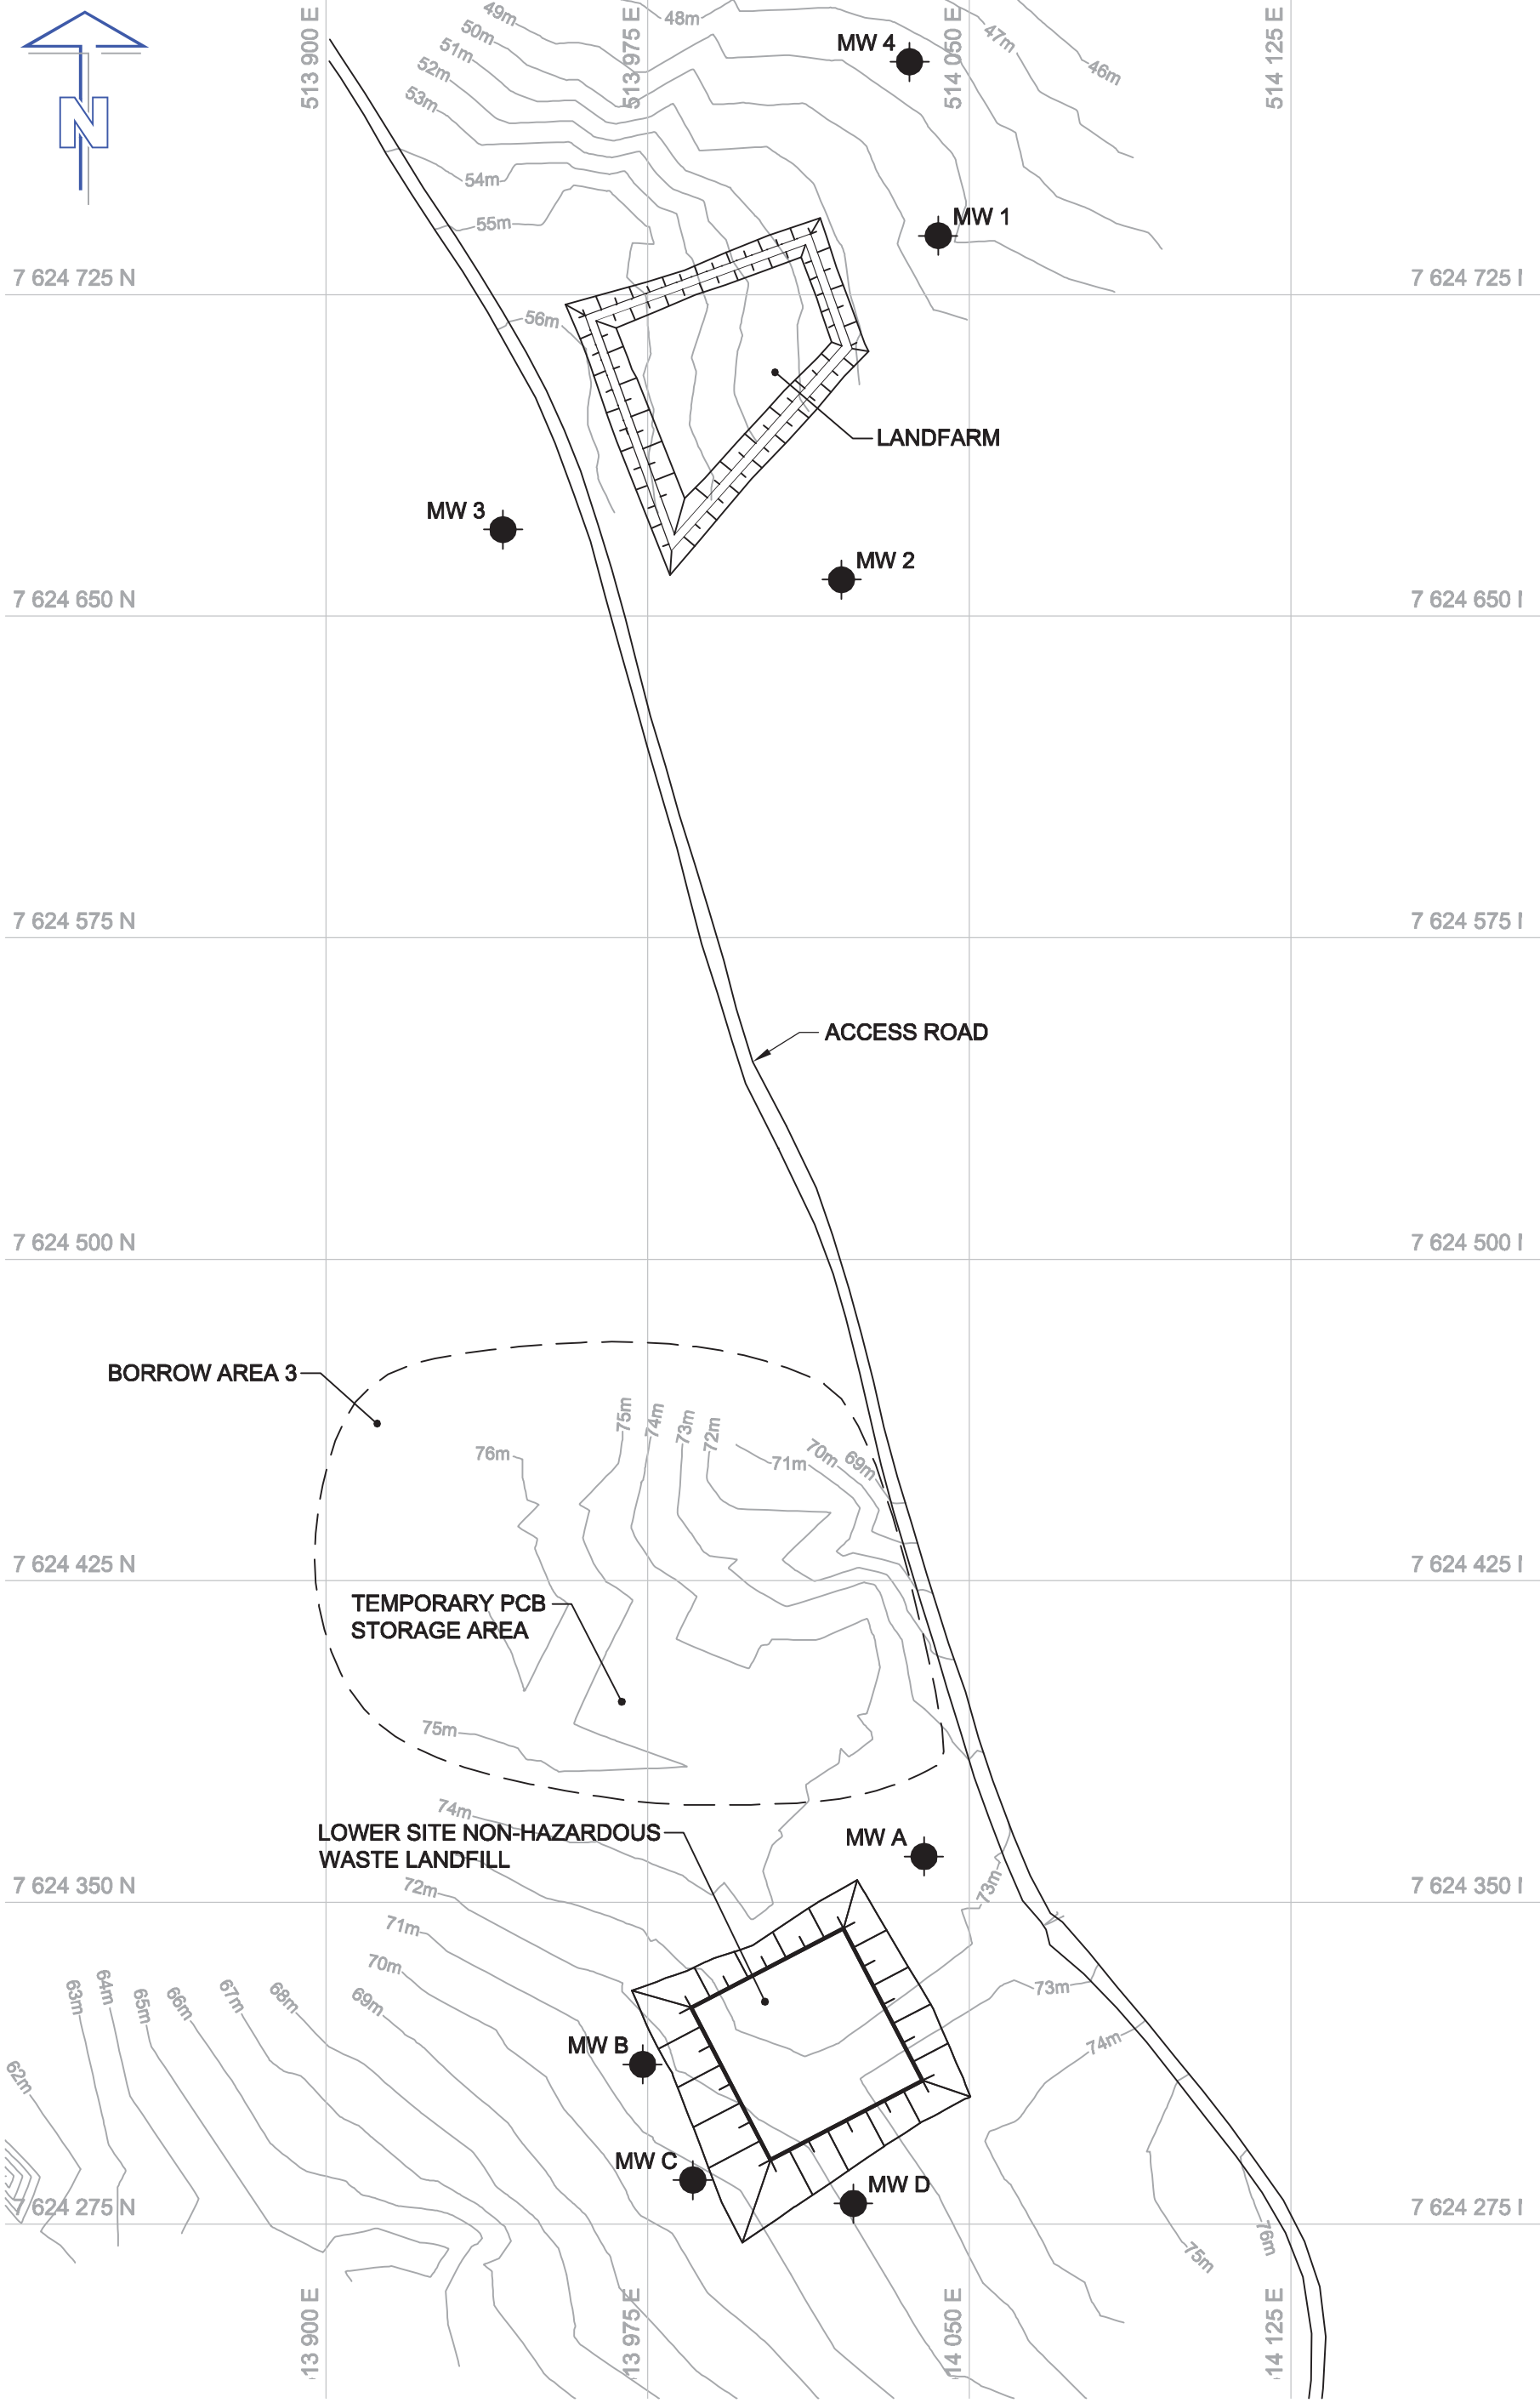 49m
48m
50m
47m
MW 4
51m
46m
52m
53m
513 900 E
513 975 E
514 050 E
514 125 E
N
54m
MW 1
55m
7 624 725 N
7 624 725 I
56m
LANDFARM
MW 3
MW 2
7 624 650 N
7 624 650 I
7 624 575 N
7 624 575 I
ACCESS ROAD
7 624 500 N
7 624 500 I
BORROW AREA 3
75m
74m
73m
72m
76m
71m
70m
69m
7 624 425 N
7 624 425 I
TEMPORARY PCB
STORAGE AREA
75m
74m
LOWER SITE NON-HAZARDOUS
WASTE LANDFILL
MW A
72m
73m
7 624 350 N
7 624 350 I
71m
70m
63m
64m
65m
66m
67m
68m
69m
73m
74m
MW B
62m
MW C
MW D
7 624 275 N
7 624 275 I
75m
76m
13 900 E
13 975 E
14 050 E
14 125 E